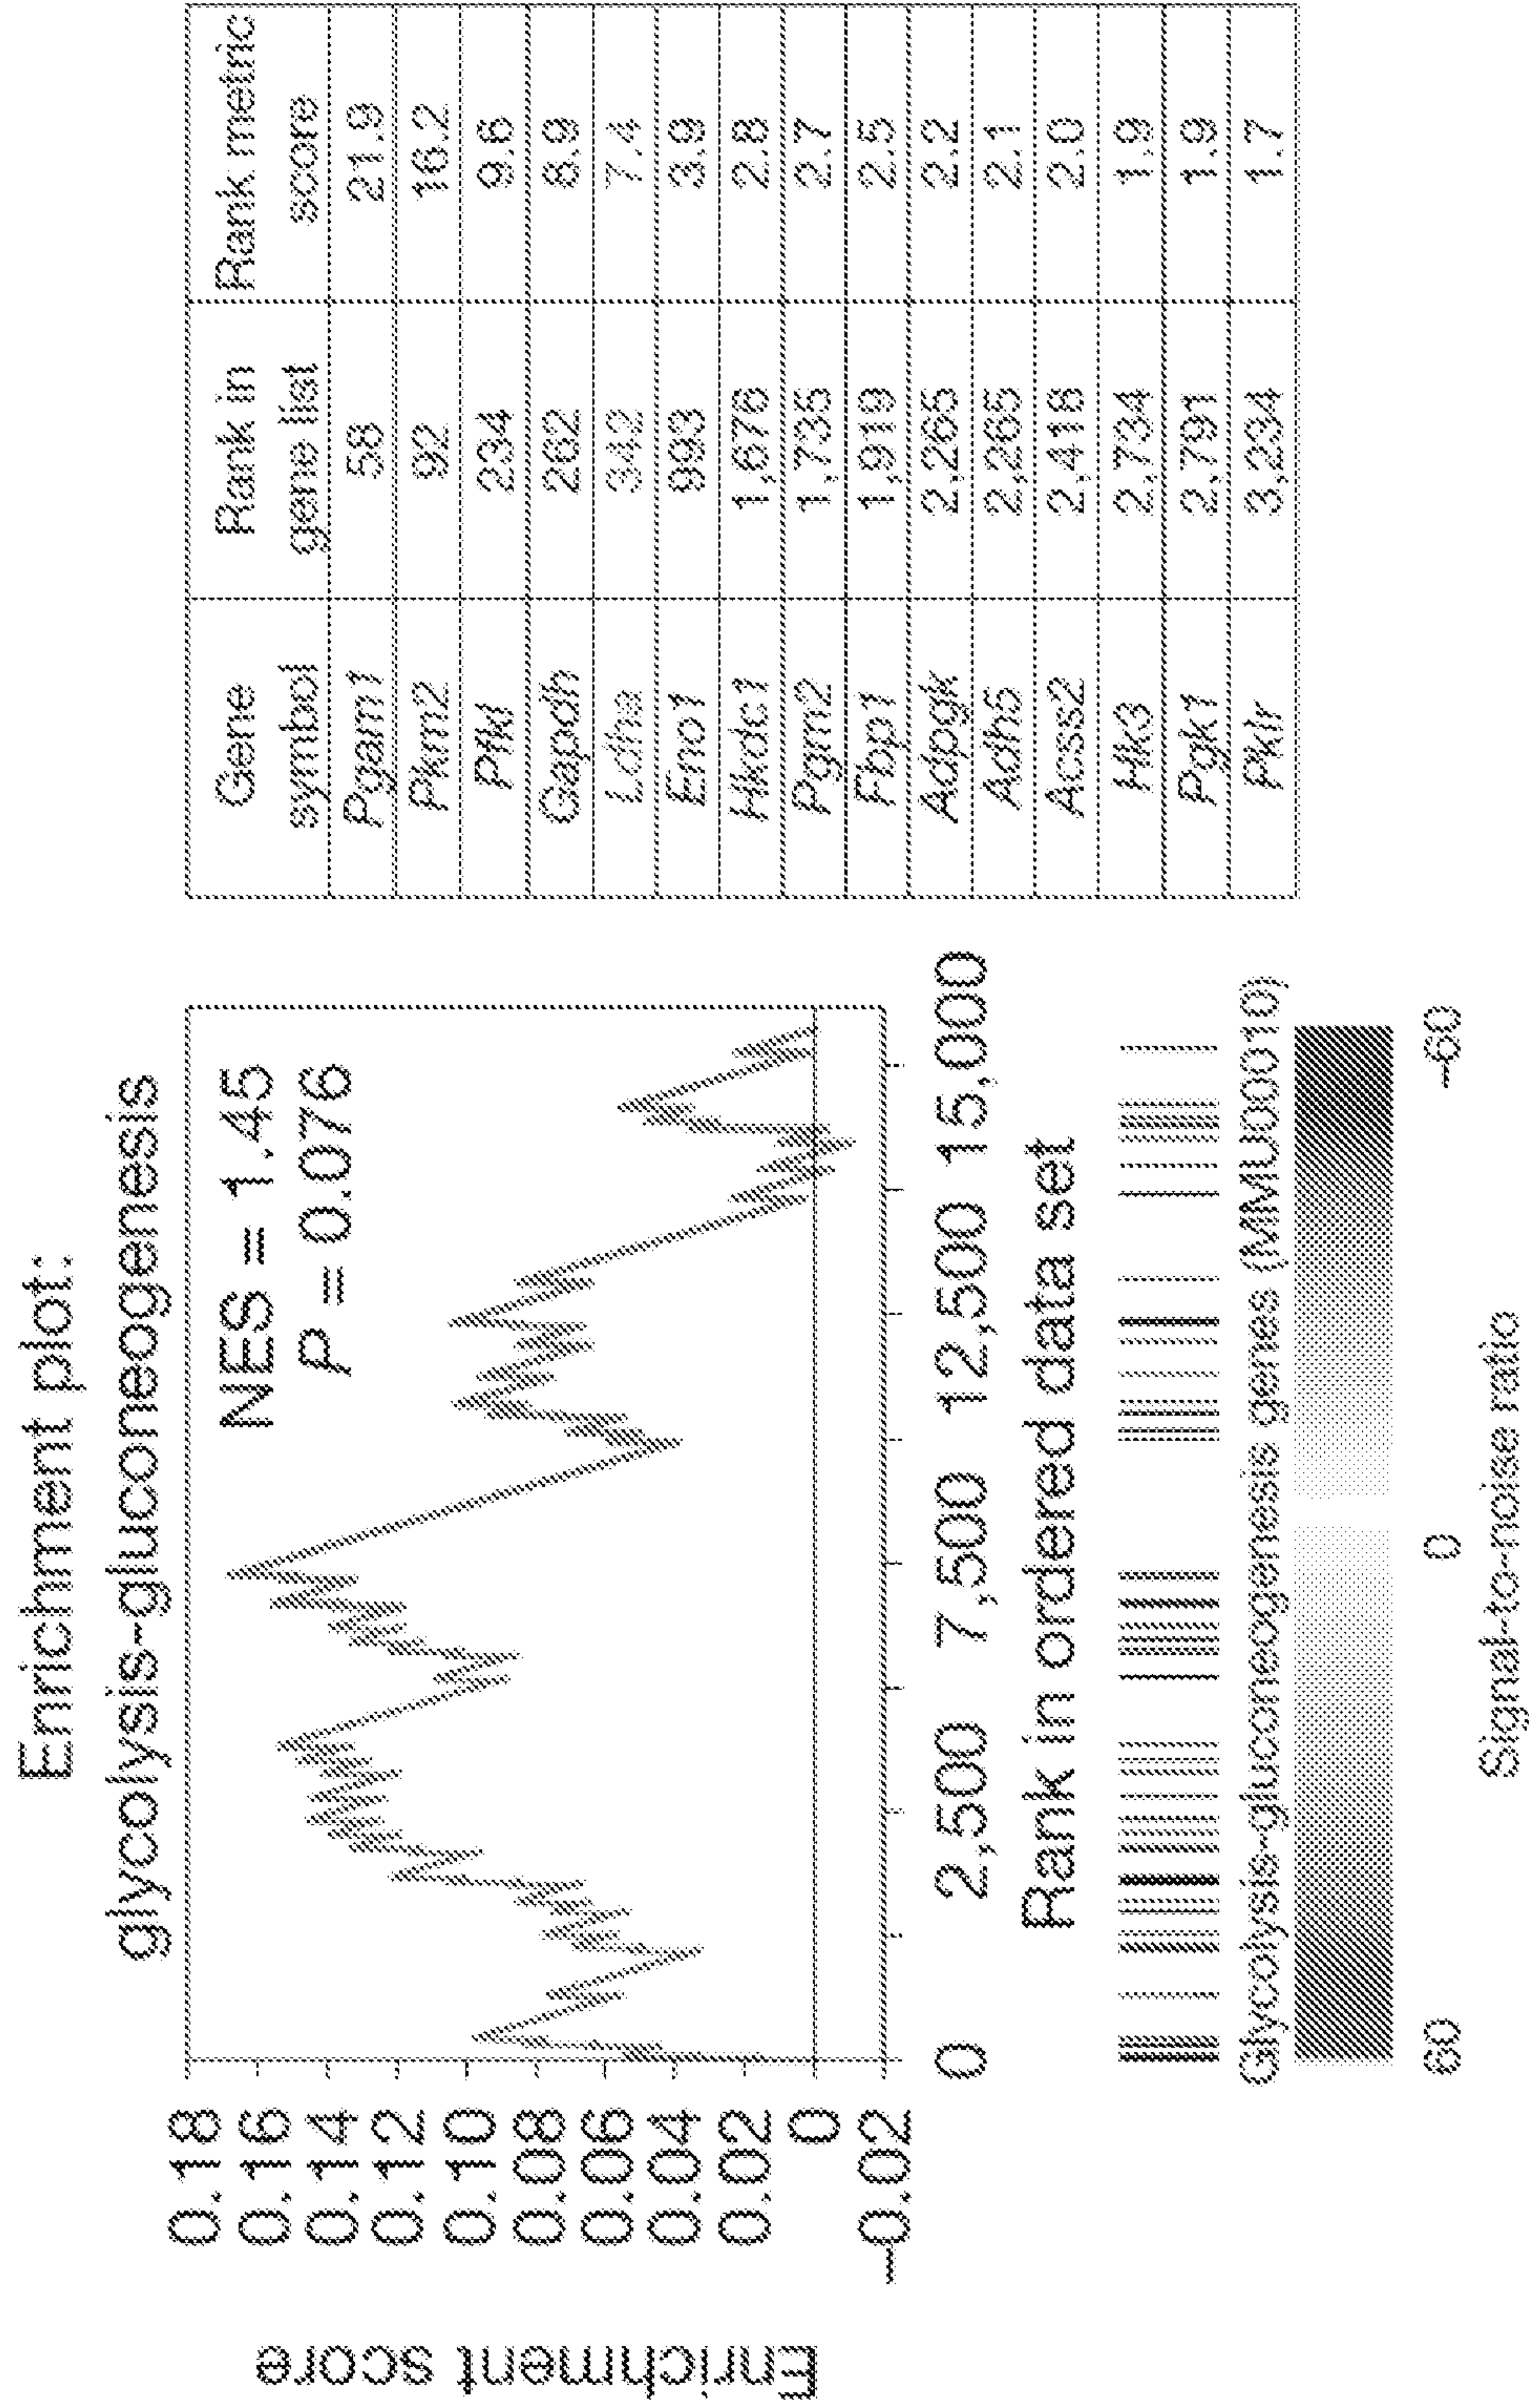 Enrichment plot:
glycolysis-gluconeogenesis
NES = 1.45
P = 0.076
Enrichment score
0.18
0.16
0.14
0.12
0.10
0.08
0.06
0.04
0.02
0
–0.02
0 2,500 7,500 12,500 15,000
Rank in ordered data set
Glycolysis-gluconeogenesis genes (MMU00010)
60 0 –60
Signal-to-noise ratio
Gene symbol Rank in gene list Rank metric score
Pgam1 58 21.9
Pkm2 92 16.2
Pfkl 234 9.6
Gapdh 262 8.9
Ldha 342 7.4
Eno1 993 3.9
Hkdc1 1,676 2.8
Pgm2 1,735 2.7
Fbp1 1,919 2.5
Adpgk 2,265 2.2
Adh5 2,265 2.1
Acss2 2,418 2.0
Hk3 2,734 1.9
Pgk1 2,791 1.9
Pklr 3,234 1.7